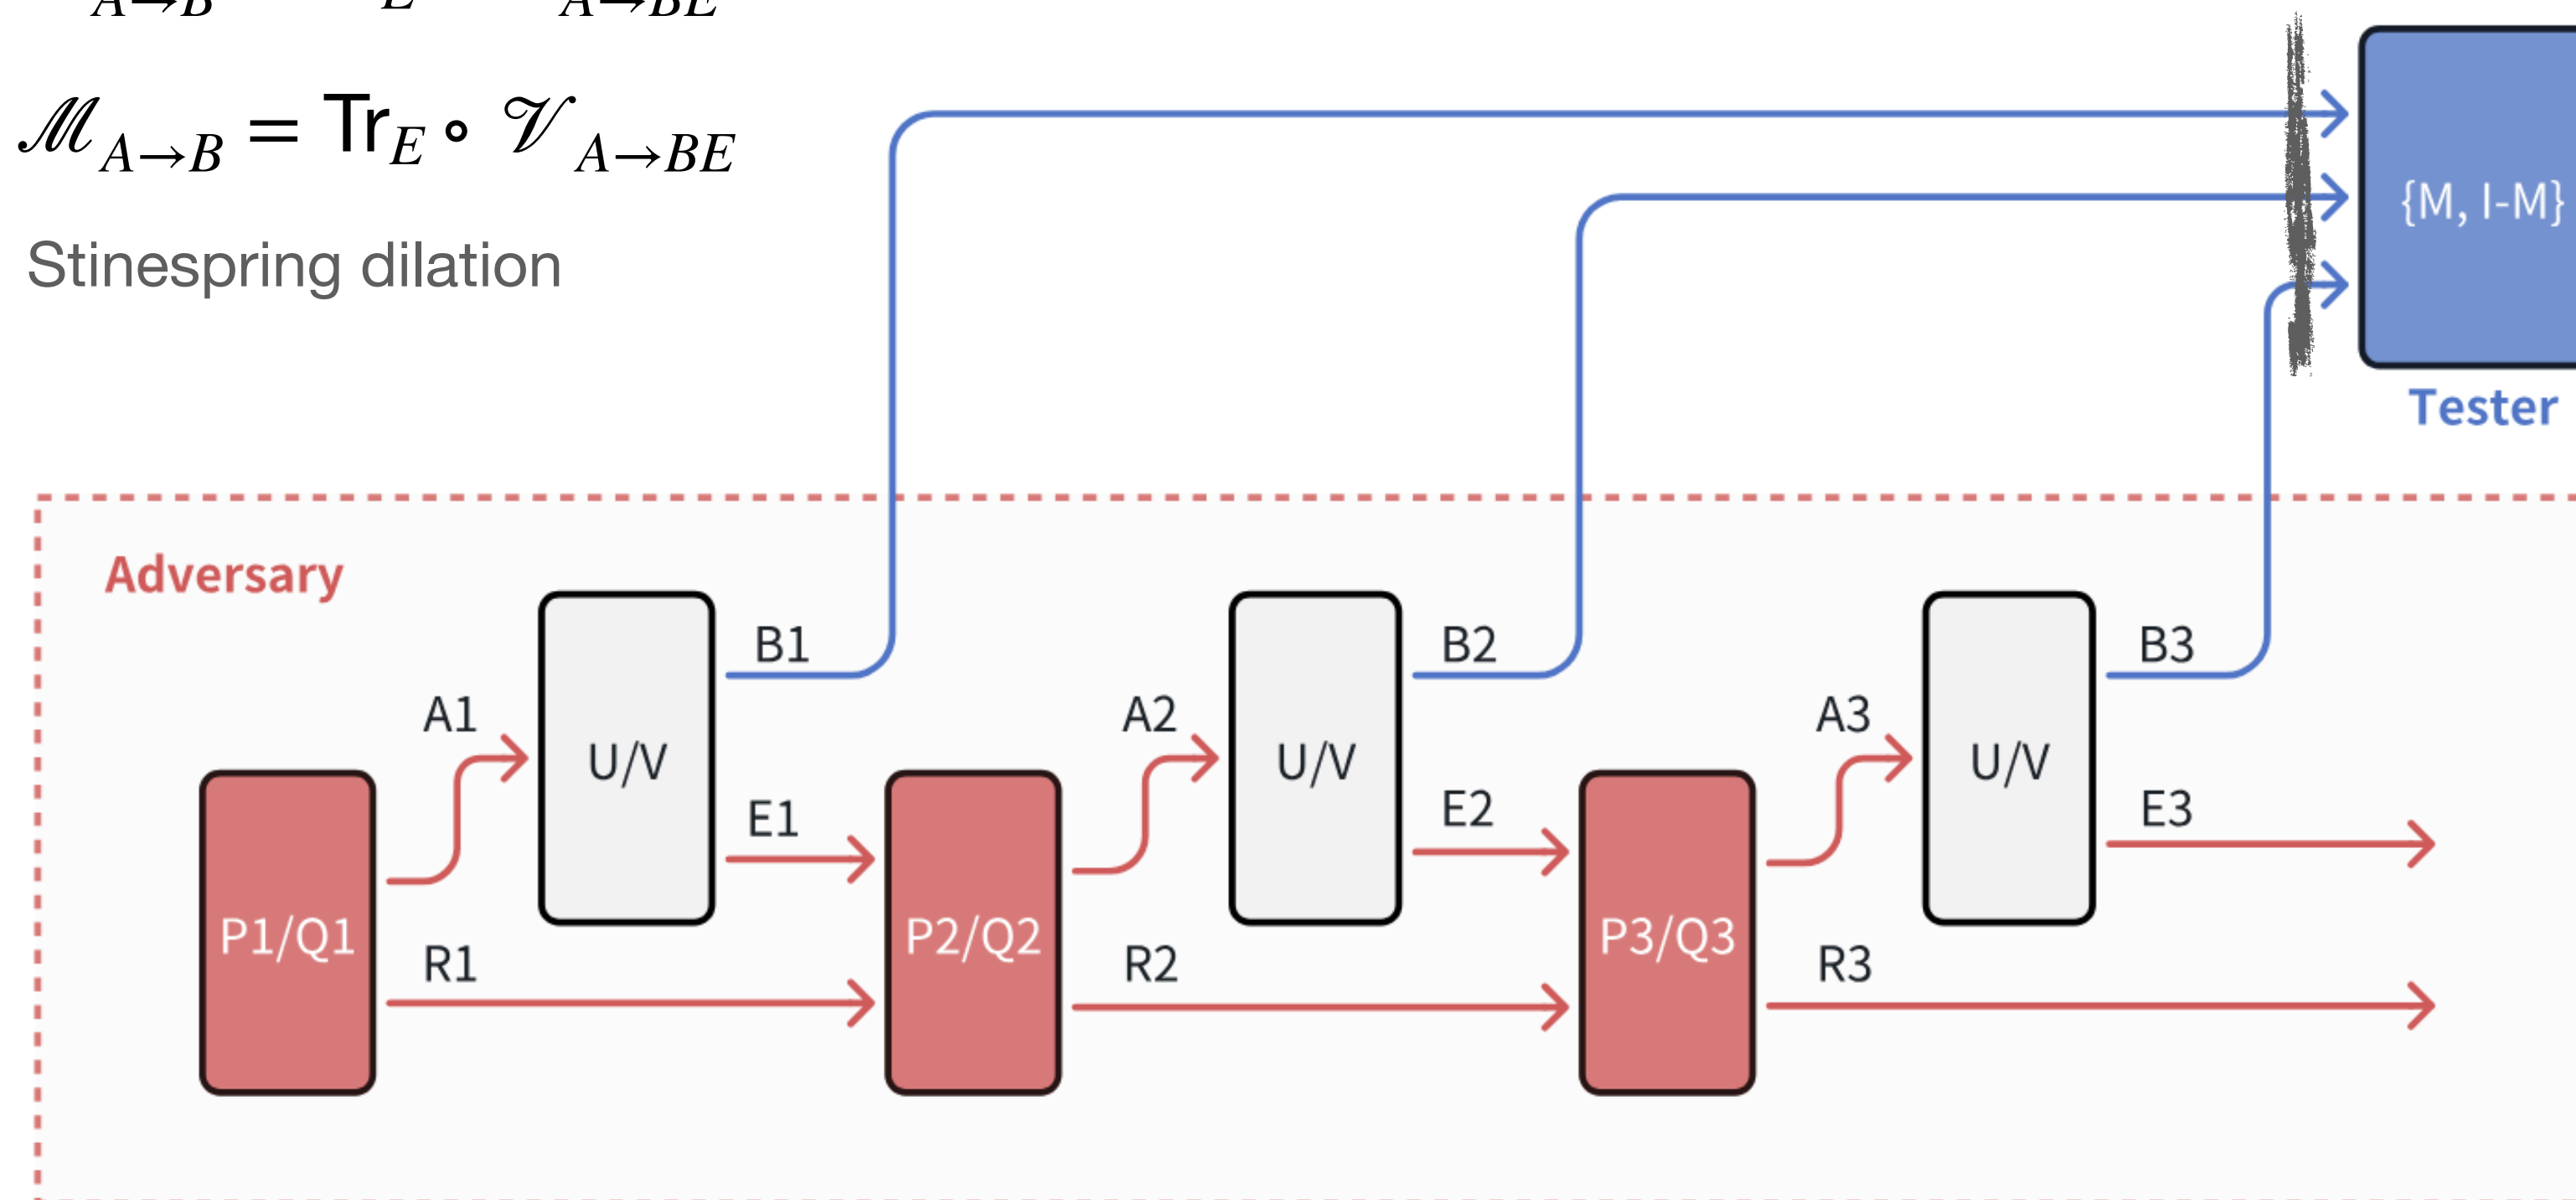 A→B E A→BE
ℳ_{A→B} = Tr_E ∘ 𝒱_{A→BE}
{M, I-M}
Stinespring dilation
Tester
Adversary
B1
B2
B3
A1
A2
A3
U/V
U/V
U/V
E1
E2
E3
P1/Q1
P2/Q2
P3/Q3
R1
R2
R3